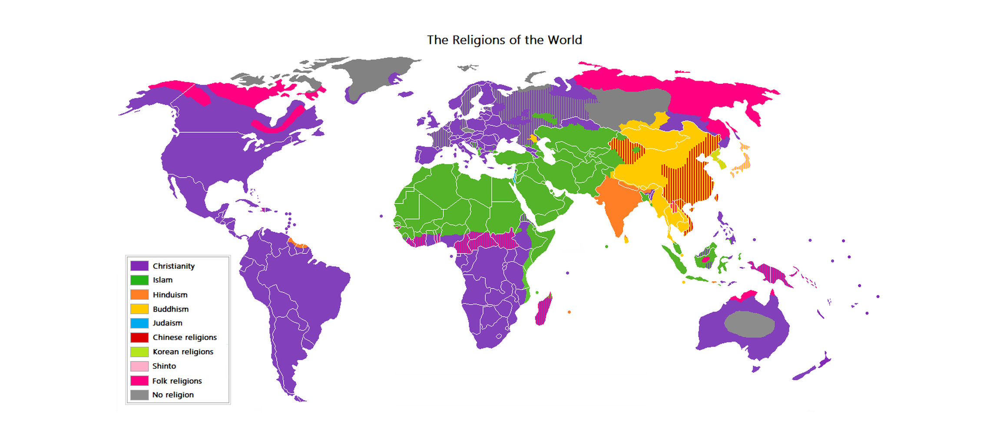 The Religions of the World
Christianity
Islam
Hinduism
Buddhism
Judaism
Chinese religions
Korean religions
Shinto
Folk religions
No religion